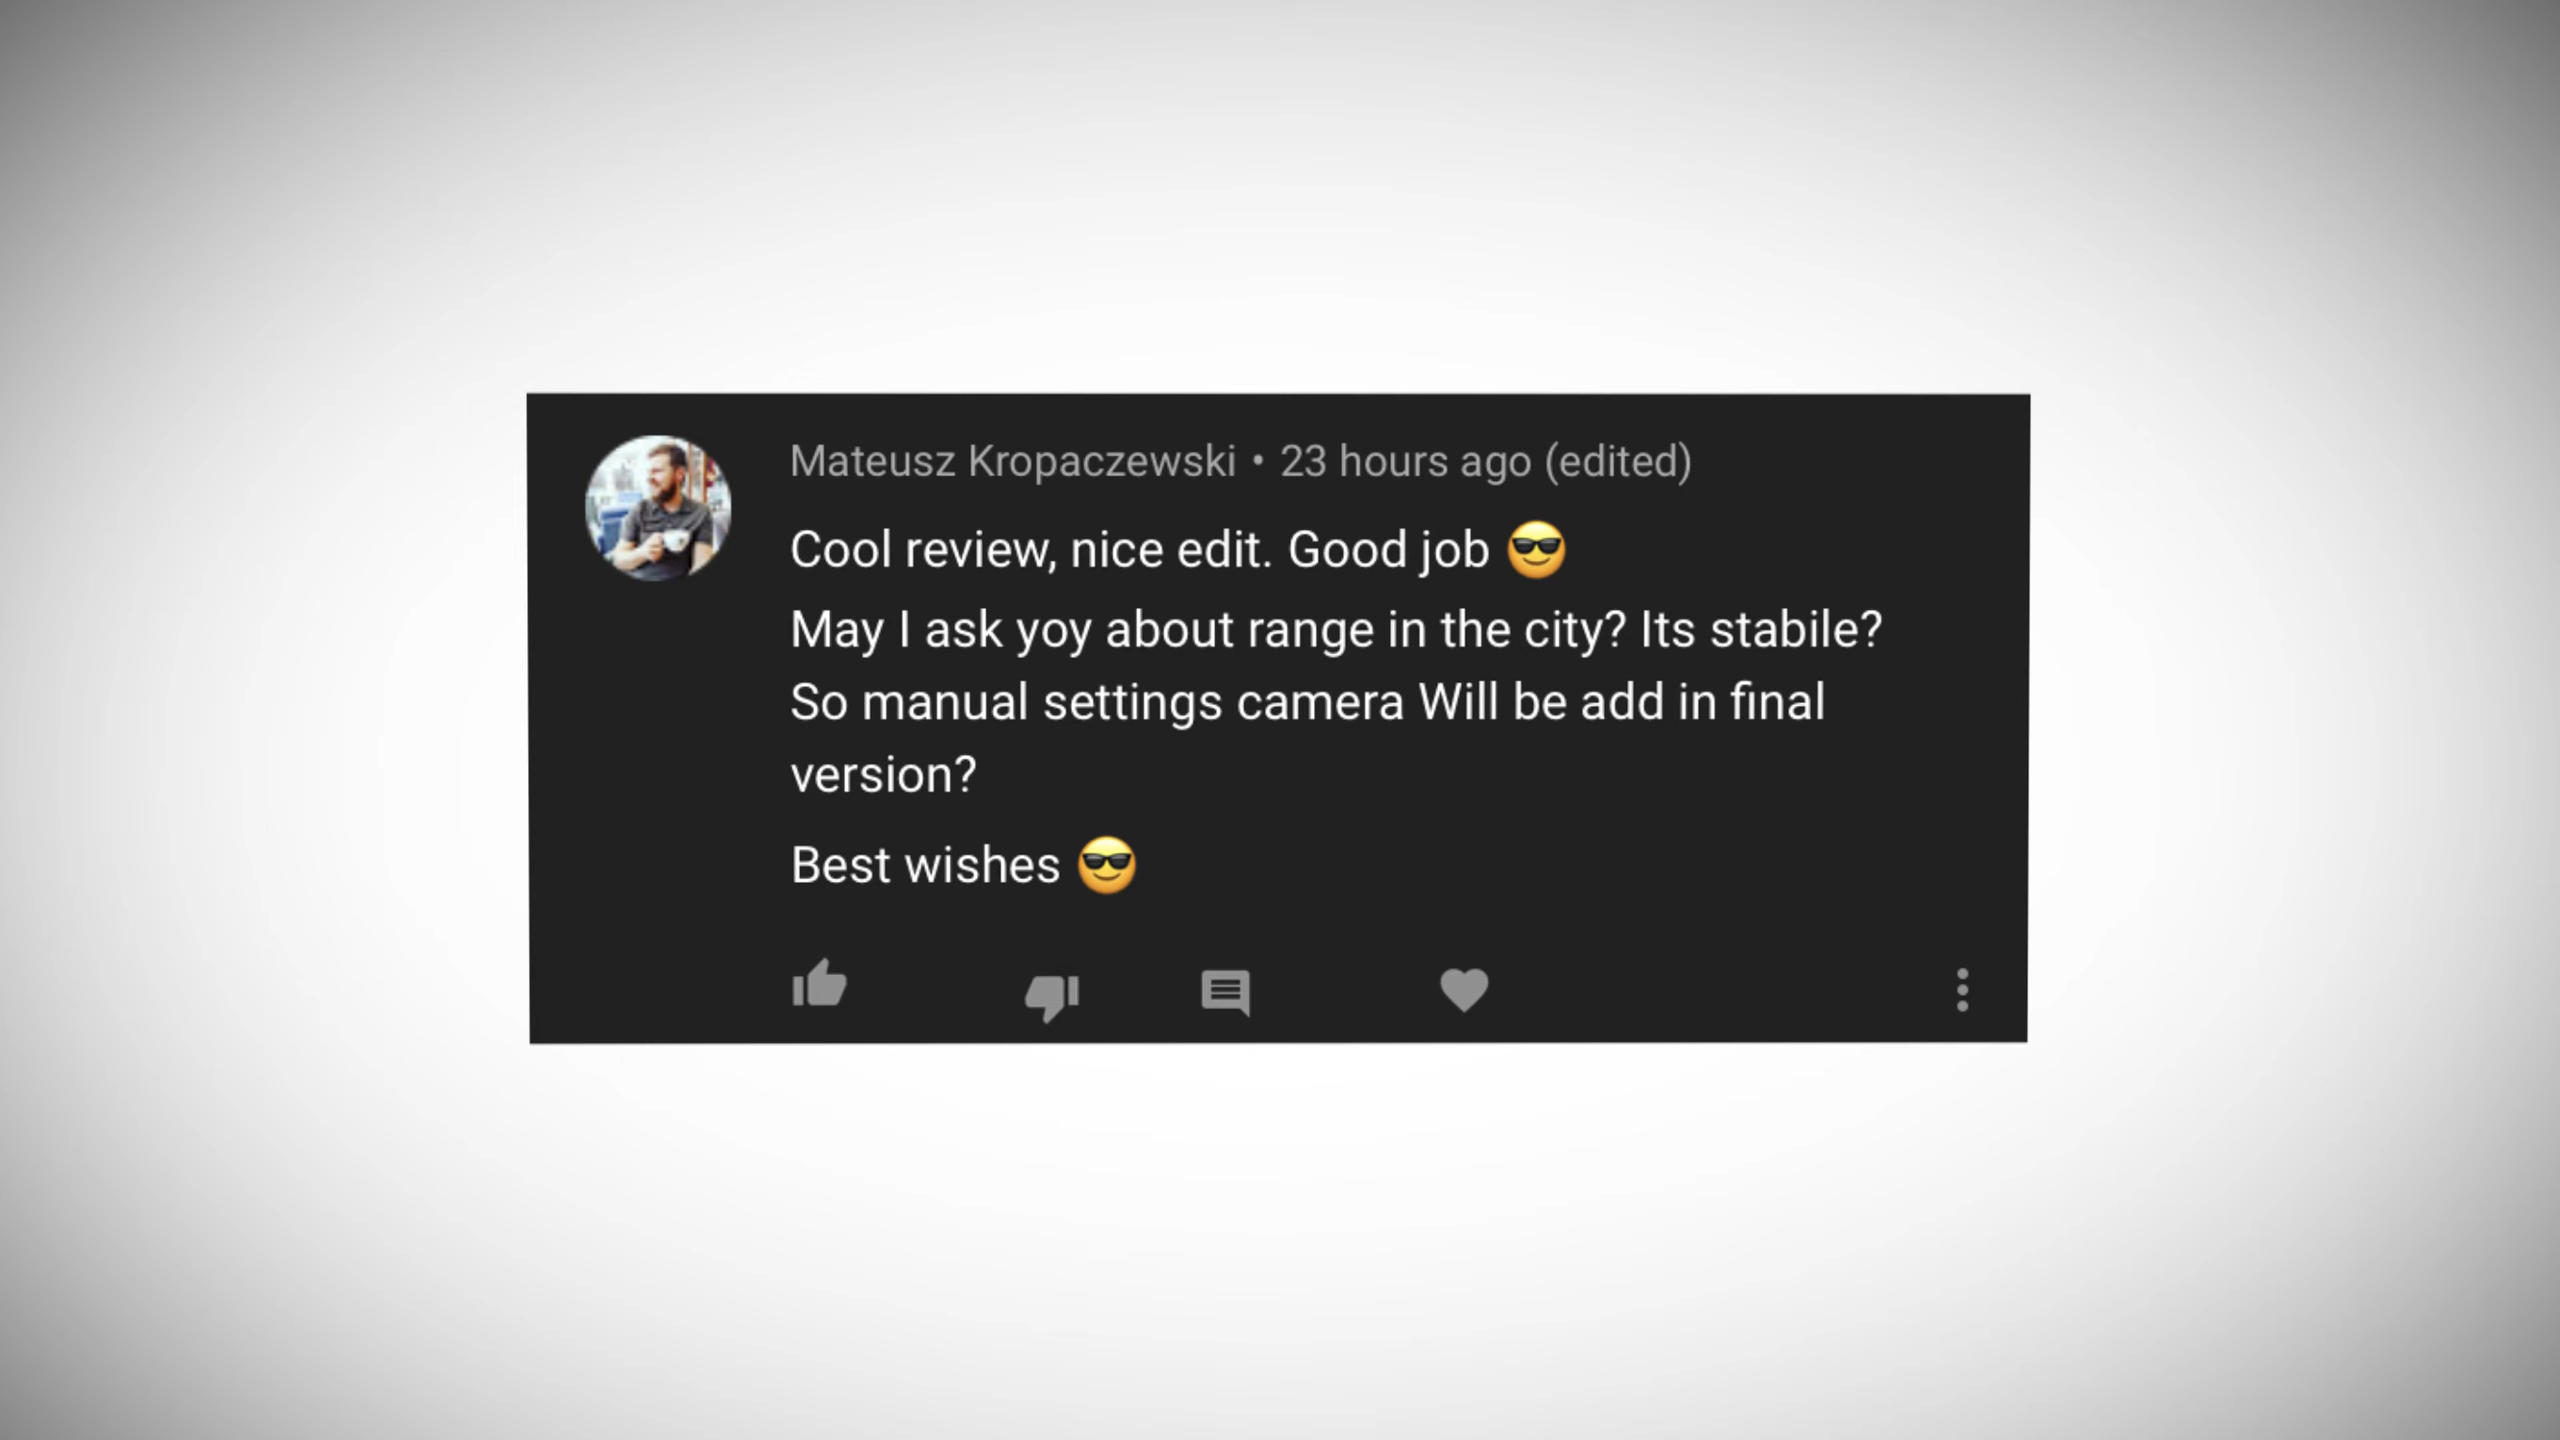 Mateusz Kropaczewski • 23 hours ago (edited)
Cool review, nice edit. Good job 😎
May I ask yoy about range in the city? Its stabile?
So manual settings camera Will be add in final
version?
Best wishes 😎